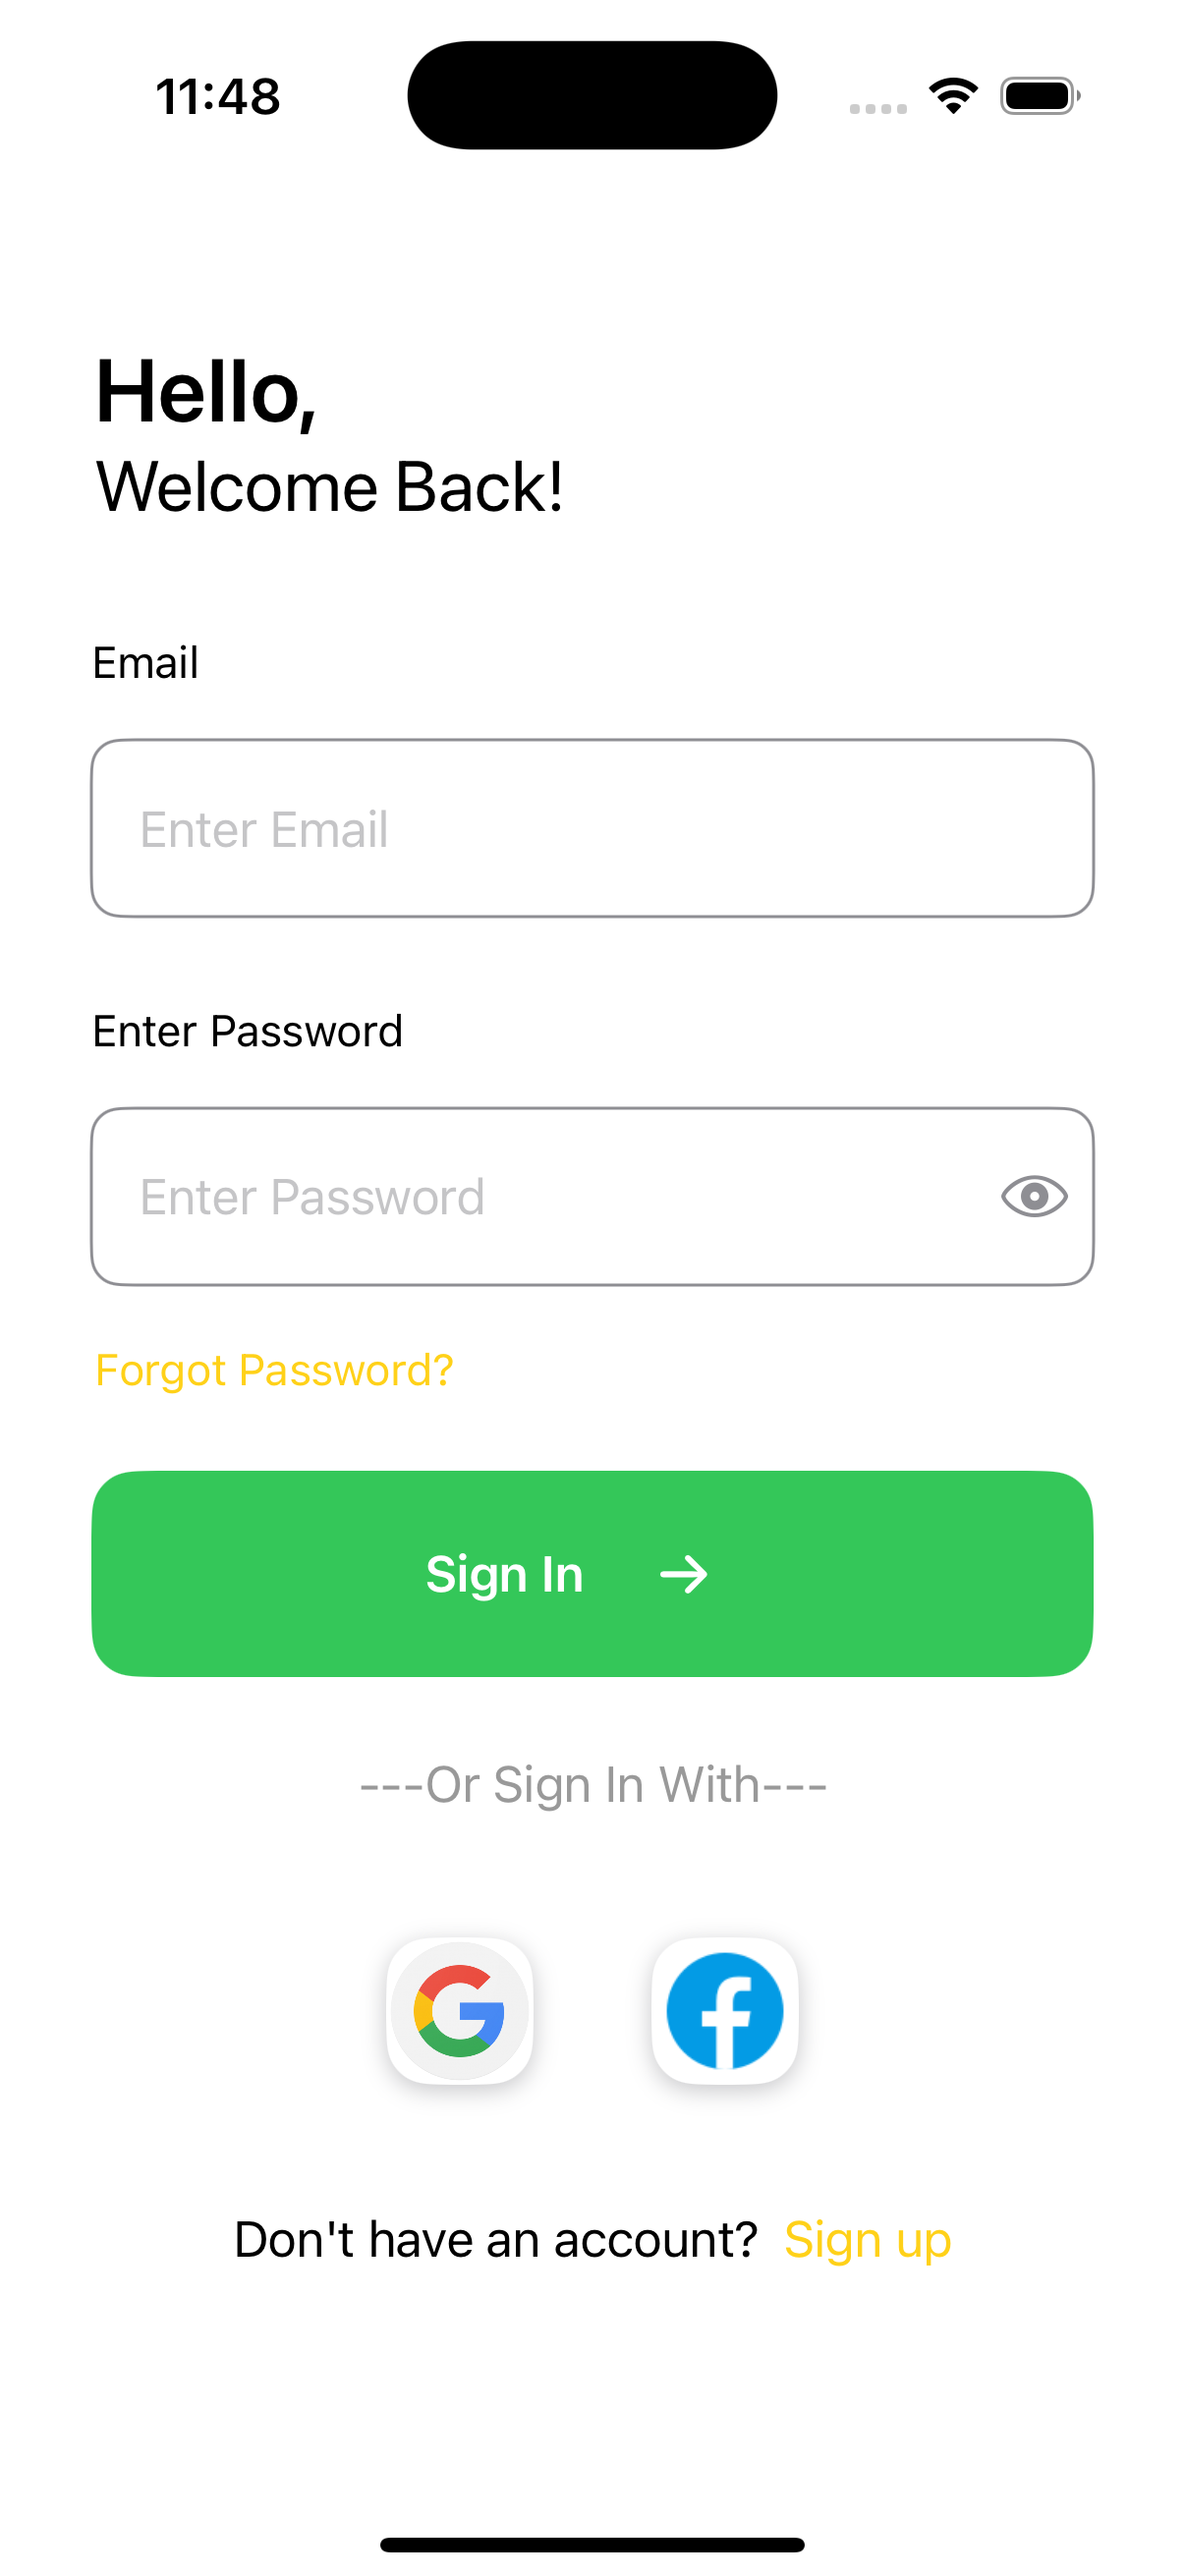 11:48
Hello,
Welcome Back!
Email
Enter Email
Enter Password
Enter Password
Forgot Password?
Sign In
---Or Sign In With---
Don't have an account? Sign up